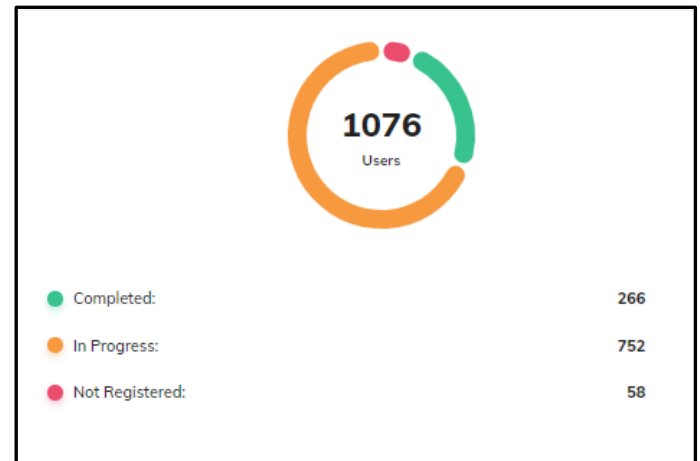 1076
Users
Completed: 266
In Progress: 752
Not Registered: 58